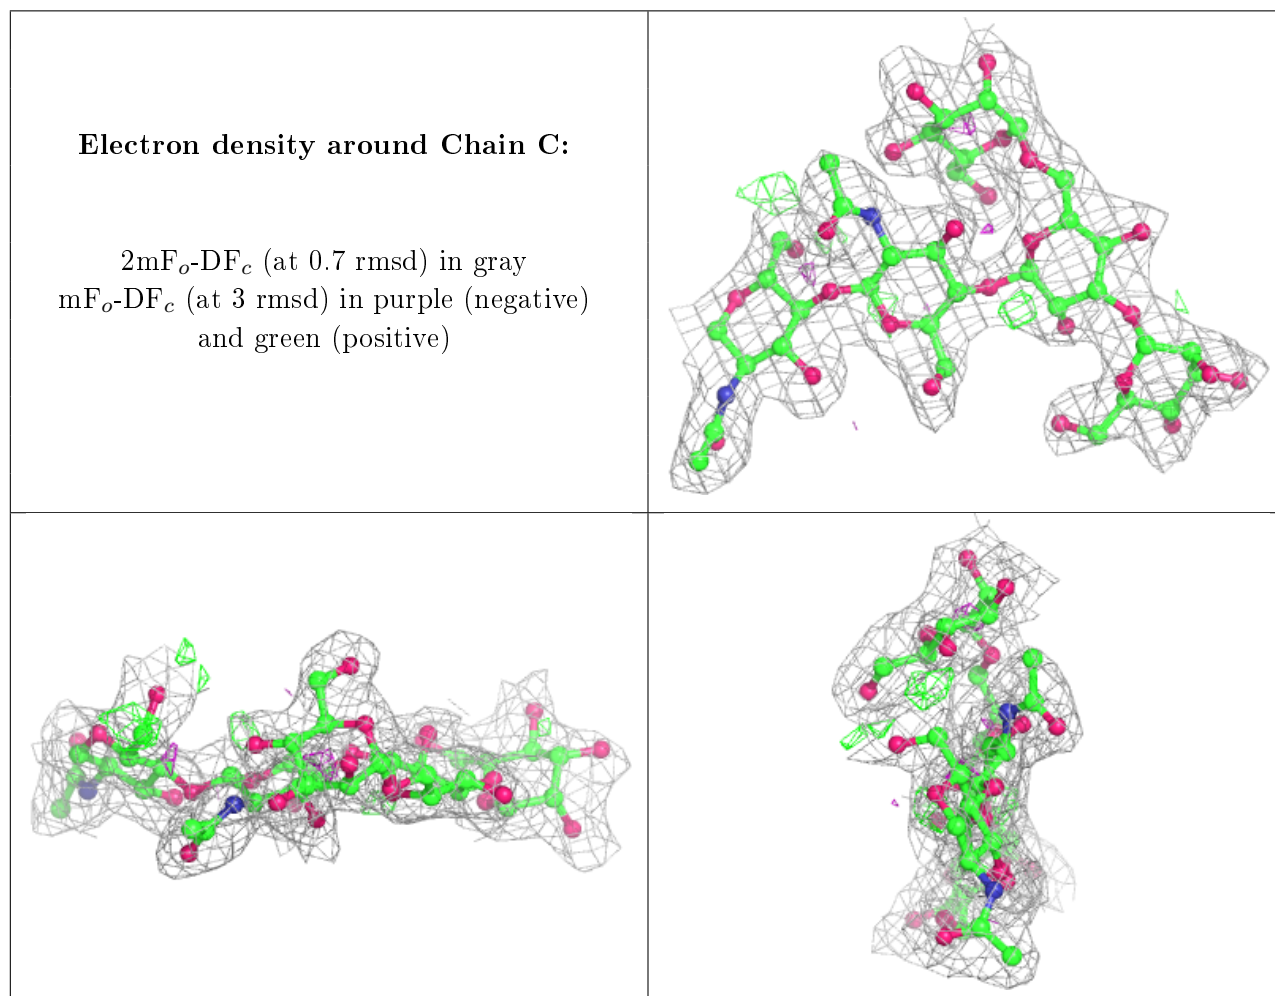 Electron density around Chain C:
2mFₒ-DF𝒸 (at 0.7 rmsd) in gray
mFₒ-DF𝒸 (at 3 rmsd) in purple (negative)
and green (positive)